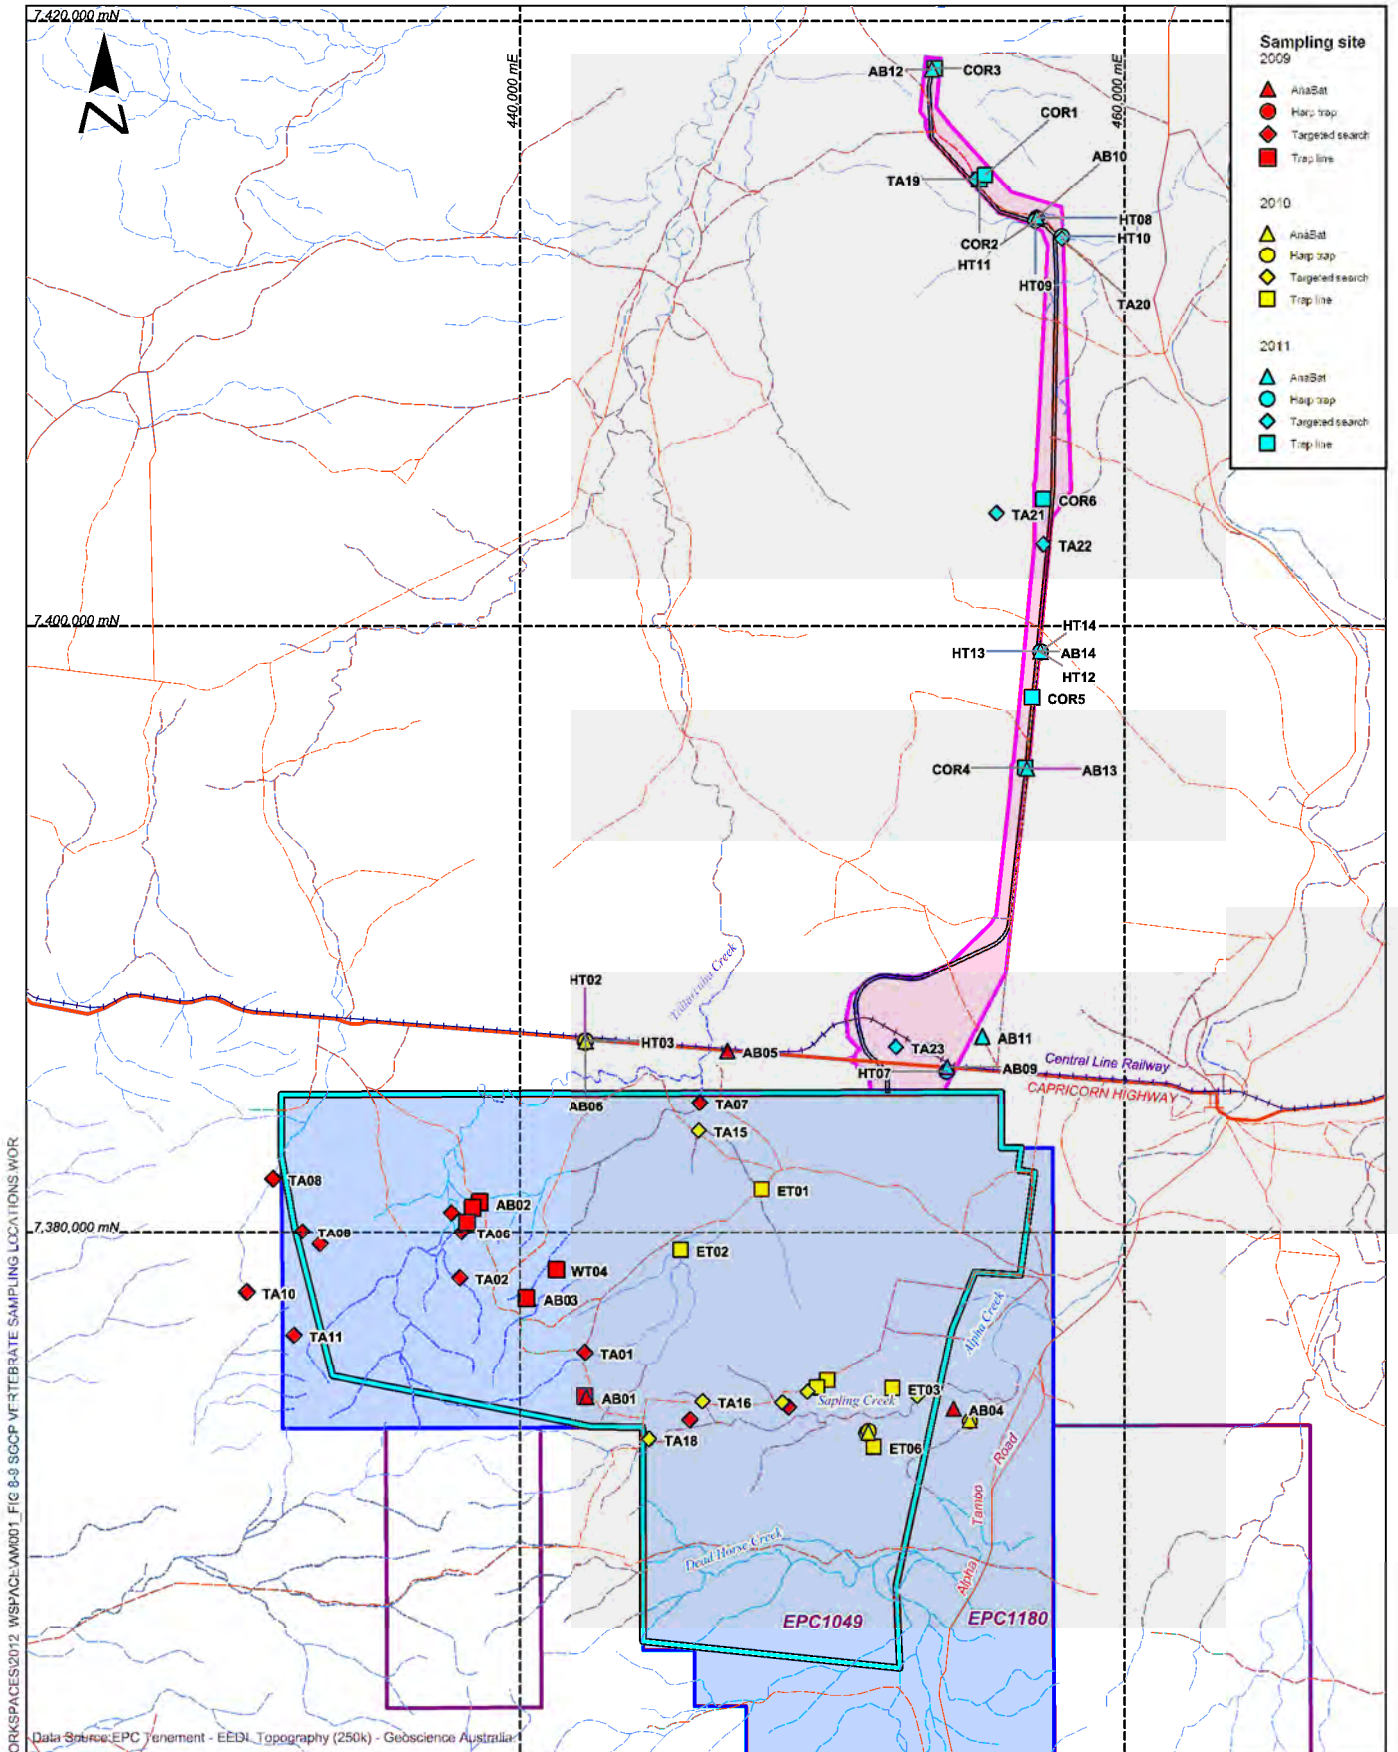 7,420,000 mN
440,000 mE
460,000 mE
N
Sampling site
2009
AnaBat
Harp trap
Targeted search
Trap line
2010
AnaBat
Harp trap
Targeted search
Trap line
2011
AnaBat
Harp trap
Targeted search
Trap line
AB12
COR3
COR1
AB10
TA19
HT08
HT10
COR2
HT11
HT09
TA20
COR6
TA21
TA22
7,400,000 mN
HT14
HT13
AB14
HT12
COR5
COR4
AB13
HT02
HT03
AB05
TA23
AB11
HT07
AB09
Central Line Railway
CAPRICORN HIGHWAY
AB06
TA07
TA15
TA08
ET01
AB02
7,380,000 mN
TA09
TA06
ET02
WT04
TA02
AB03
TA10
TA11
Alpha Creek
TA01
ET03
AB01
TA16
Sapling Creek
AB04
TA18
ET06
Road
Tambo
Alpha
Dead Horse Creek
EPC1049
EPC1180
Data Source:EPC Tenement - EEDI, Topography (250k) - Geoscience Australia.